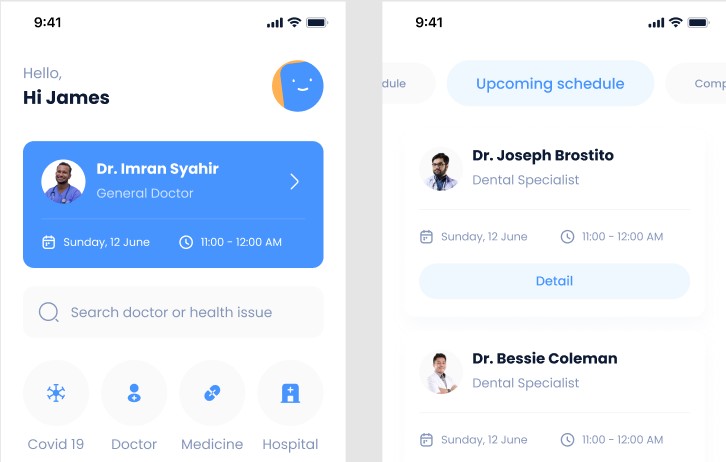 9:41
Hello,
Hi James
Dr. Imran Syahir
General Doctor
Sunday, 12 June
11:00 - 12:00 AM
Search doctor or health issue
Covid 19
Doctor
Medicine
Hospital
9:41
dule
Upcoming schedule
Comp
Dr. Joseph Brostito
Dental Specialist
Sunday, 12 June
11:00 - 12:00 AM
Detail
Dr. Bessie Coleman
Dental Specialist
Sunday, 12 June
11:00 - 12:00 AM